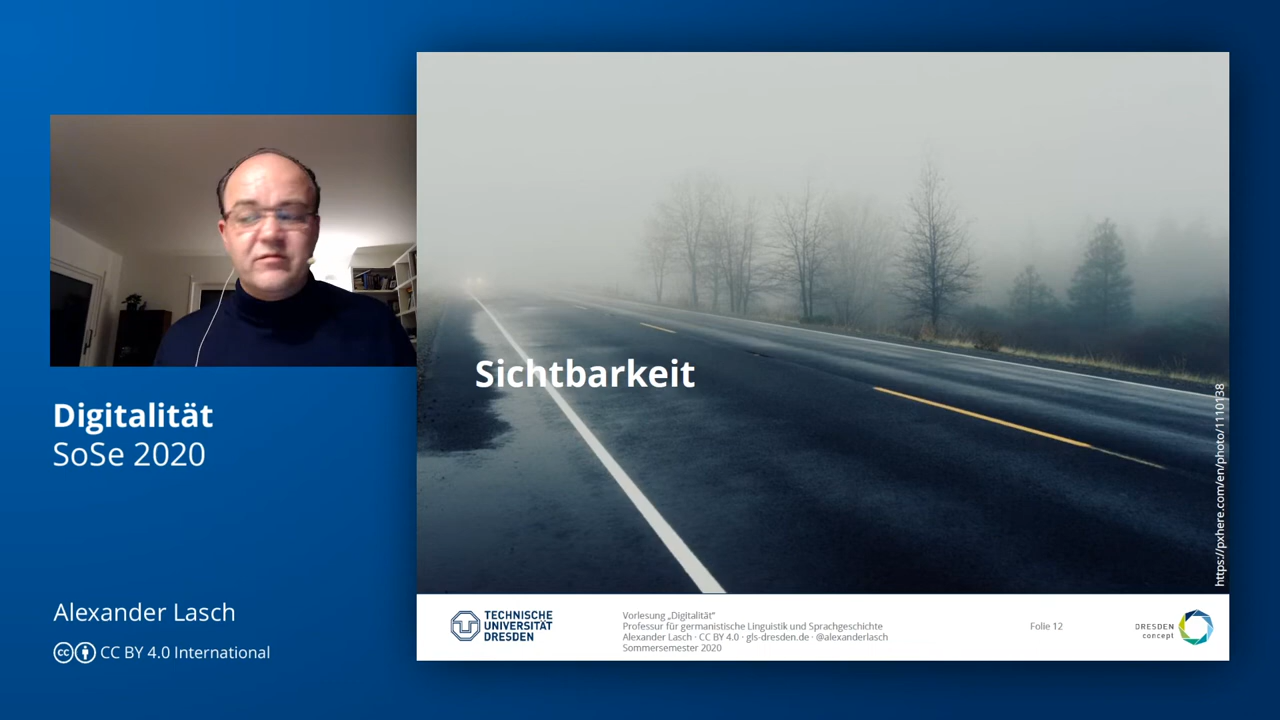 Digitalität
SoSe 2020
Alexander Lasch
CC BY 4.0 International
Sichtbarkeit
https://pxhere.com/en/photo/1110138
TECHNISCHE
UNIVERSITÄT
DRESDEN
Vorlesung „Digitalität“
Professur für germanistische Linguistik und Sprachgeschichte
Alexander Lasch · CC BY 4.0 · gls-dresden.de · @alexanderlasch
Sommersemester 2020
Folie 12
DRESDEN
concept